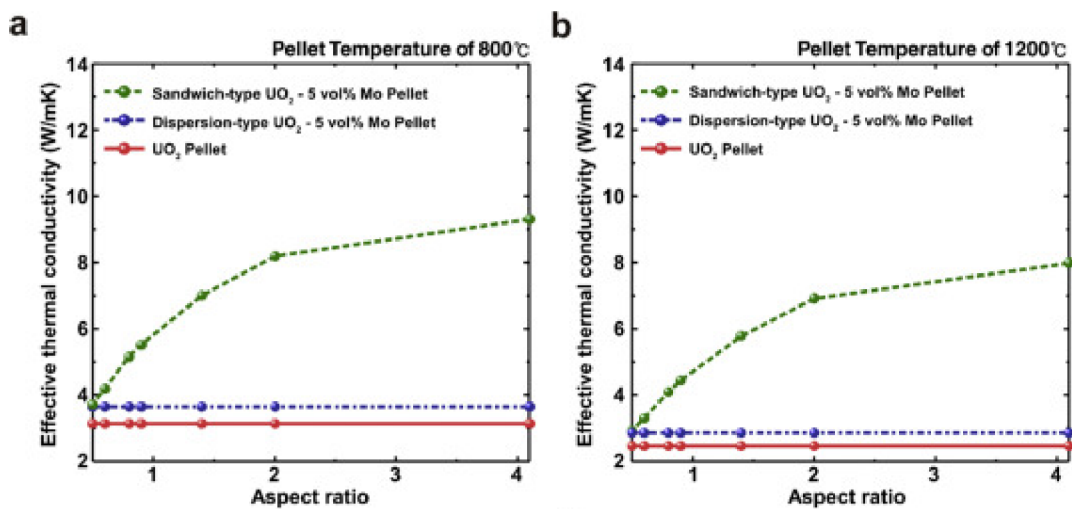 a
Pellet Temperature of 800℃
14
12
10
8
6
4
2
Effective thermal conductivity (W/mK)
Sandwich-type UO₂ - 5 vol% Mo Pellet
Dispersion-type UO₂ - 5 vol% Mo Pellet
UO₂ Pellet
1
2
3
4
Aspect ratio
b
Pellet Temperature of 1200℃
14
12
10
8
6
4
2
Effective thermal conductivity (W/mK)
Sandwich-type UO₂ - 5 vol% Mo Pellet
Dispersion-type UO₂ - 5 vol% Mo Pellet
UO₂ Pellet
1
2
3
4
Aspect ratio